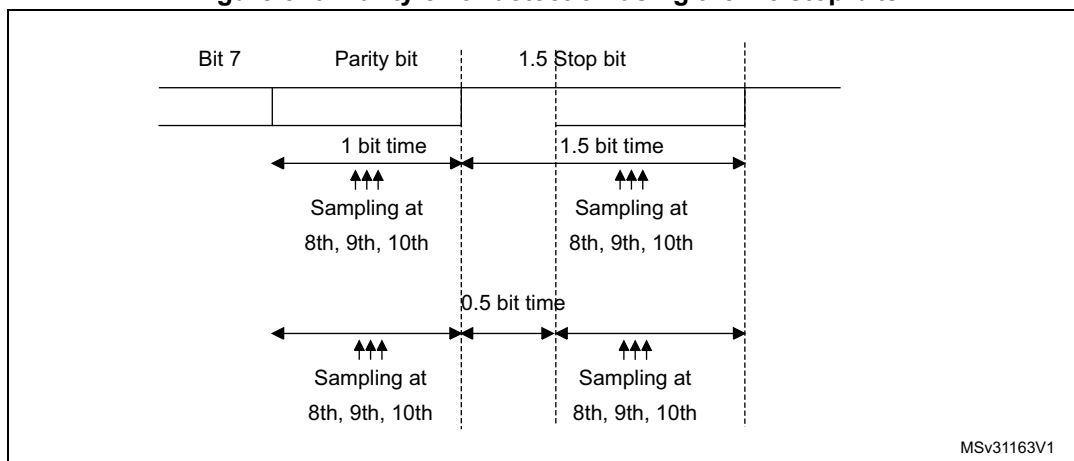 Bit 7 Parity bit 1.5 Stop bit
1 bit time 1.5 bit time
Sampling at Sampling at
8th, 9th, 10th 8th, 9th, 10th
0.5 bit time
Sampling at Sampling at
8th, 9th, 10th 8th, 9th, 10th
MSv31163V1